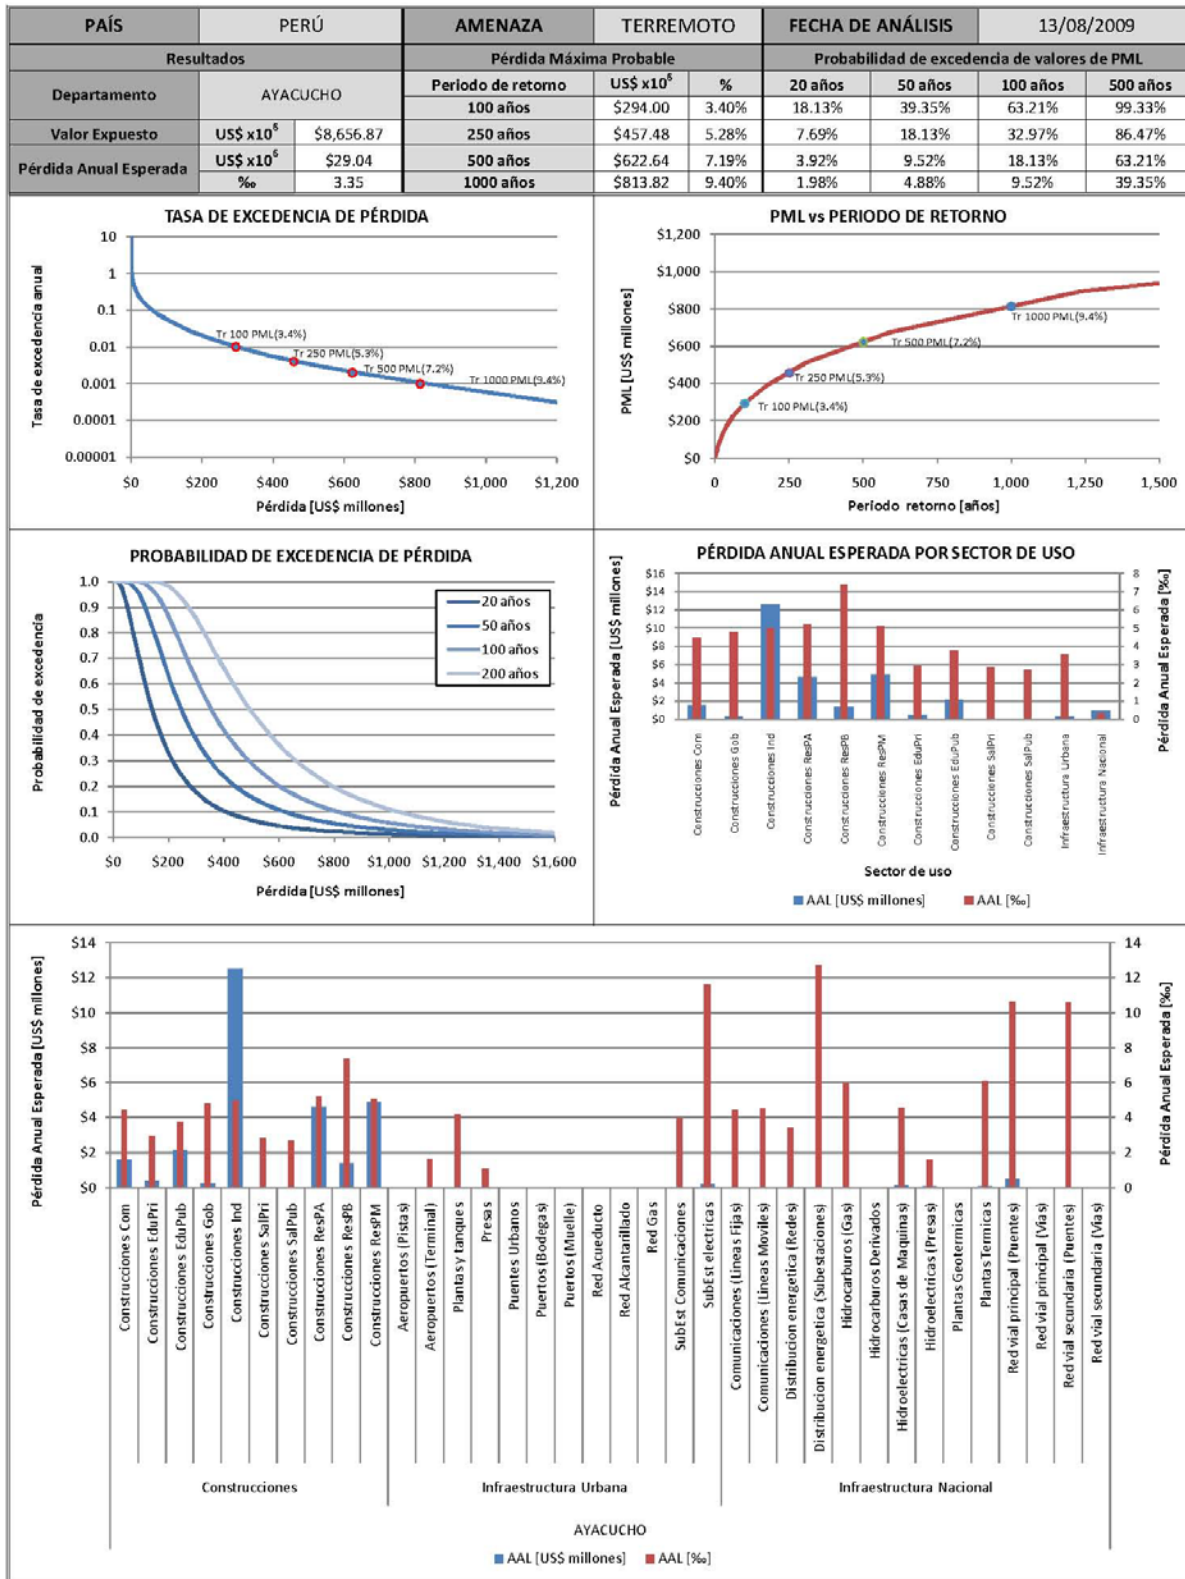 PAÍS PERÚ AMENAZA TERREMOTO FECHA DE ANÁLISIS 13/08/2009
Resultados Pérdida Máxima Probable Probabilidad de excedencia de valores de PML
Departamento AYACUCHO Periodo de retorno US$ x10⁶ % 20 años 50 años 100 años 500 años
100 años $294.00 3.40% 18.13% 39.35% 63.21% 99.33%
Valor Expuesto US$ x10⁶ $8,656.87 250 años $457.48 5.28% 7.69% 18.13% 32.97% 86.47%
Pérdida Anual Esperada US$ x10⁶ $29.04 500 años $622.64 7.19% 3.92% 9.52% 18.13% 63.21%
‰ 3.35 1000 años $813.82 9.40% 1.98% 4.88% 9.52% 39.35%
TASA DE EXCEDENCIA DE PÉRDIDA
Tasa de excedencia anual
10
1
0.1
0.01
0.001
0.0001
0.00001
Tr 100 PML(3.4%)
Tr 250 PML(5.3%)
Tr 500 PML(7.2%)
Tr 1000 PML(9.4%)
$0 $200 $400 $600 $800 $1,000 $1,200
Pérdida [US$ millones]
PML vs PERIODO DE RETORNO
PML [US$ millones]
$1,200
$1,000
$800
$600
$400
$200
$0
Tr 1000 PML(9.4%)
Tr 500 PML(7.2%)
Tr 250 PML(5.3%)
Tr 100 PML(3.4%)
0 250 500 750 1,000 1,250 1,500
Periodo retorno [años]
PROBABILIDAD DE EXCEDENCIA DE PÉRDIDA
Probabilidad de excedencia
1.0
0.9
0.8
0.7
0.6
0.5
0.4
0.3
0.2
0.1
0.0
20 años
50 años
100 años
200 años
$0 $200 $400 $600 $800 $1,000 $1,200 $1,400 $1,600
Pérdida [US$ millones]
PÉRDIDA ANUAL ESPERADA POR SECTOR DE USO
Pérdida Anual Esperada [US$ millones]
$16
$14
$12
$10
$8
$6
$4
$2
$0
8
7
6
5
4
3
2
1
0
Pérdida Anual Esperada [‰]
Construcciones Com
Construcciones Gob
Construcciones Ind
Construcciones ResPA
Construcciones ResPB
Construcciones ResPM
Construcciones EduPri
Construcciones EduPub
Construcciones SalPri
Construcciones SalPub
Infraestructura Urbana
Infraestructura Nacional
Sector de uso
AAL [US$ millones] AAL [‰]
Pérdida Anual Esperada [US$ millones]
$14
$12
$10
$8
$6
$4
$2
$0
14
12
10
8
6
4
2
0
Pérdida Anual Esperada [‰]
Construcciones Com
Construcciones EduPri
Construcciones EduPub
Construcciones Gob
Construcciones Ind
Construcciones SalPri
Construcciones SalPub
Construcciones ResPA
Construcciones ResPB
Construcciones ResPM
Aeropuertos (Pistas)
Aeropuertos (Terminal)
Planta y tanques
Presas
Puentes Urbanos
Puertos (Bodegas)
Puertos (Muelle)
Red Acueducto
Red Alcantarillado
Red Gas
SubEst Comunicaciones
SubEst electricas
Comunicaciones (Lineas Fijas)
Comunicaciones (Lineas Moviles)
Distribucion energetica (Redes)
Distribucion energetica (Subestaciones)
Hidrocarburos (Gas)
Hidrocarburos Derivados
Hidroelectricas (Casas de Maquinas)
Hidroelectricas (Presas)
Plantas Geotermicas
Plantas Termicas
Red vial principal (Puentes)
Red vial principal (Vias)
Red vial secundaria (Puentes)
Red vial secundaria (Vias)
Construcciones Infraestructura Urbana Infraestructura Nacional
AYACUCHO
AAL [US$ millones] AAL [‰]